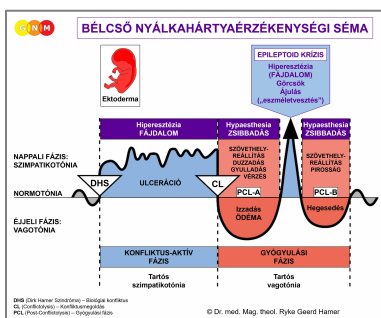 GNM
BÉLCSŐ NYÁLKAHÁRTYAÉRZÉKENYSÉGI SÉMA
Ektoderma
EPILEPTOID KRÍZIS
Hiperesztézia
(FÁJDALOM)
Görcsök
Ájulás
(„eszméletvesztés”)
Hiperesztézia
FÁJDALOM
Hypaesthesia
ZSIBBADÁS
Hypaesthesia
ZSIBBADÁS
NAPPALI FÁZIS:
SZIMPATIKOTÓNIA
NORMOTÓNIA
ÉJJELI FÁZIS:
VAGOTÓNIA
DHS
ULCERÁCIÓ
CL
SZÖVETHELY-
REÁLLÍTÁS
DUZZADÁS
GYULLADÁS
VÉRZÉS
PCL-A
Izzadás
ÖDÉMA
SZÖVETHELY-
REÁLLÍTÁS
PIROSSÁG
PCL-B
Hegesedés
KONFLIKTUS-AKTÍV
FÁZIS
GYÓGYULÁSI
FÁZIS
Tartós
szimpatikotónia
Tartós
vagotónia
DHS (Dirk Hamer Szindróma) – Biológiai konfliktus
CL (Conflictolysis) – Konfliktusmegoldás
PCL (Post-Conflictolysis) – Gyógyulási fázis
© Dr. med. Mag. theol. Ryke Geerd Hamer